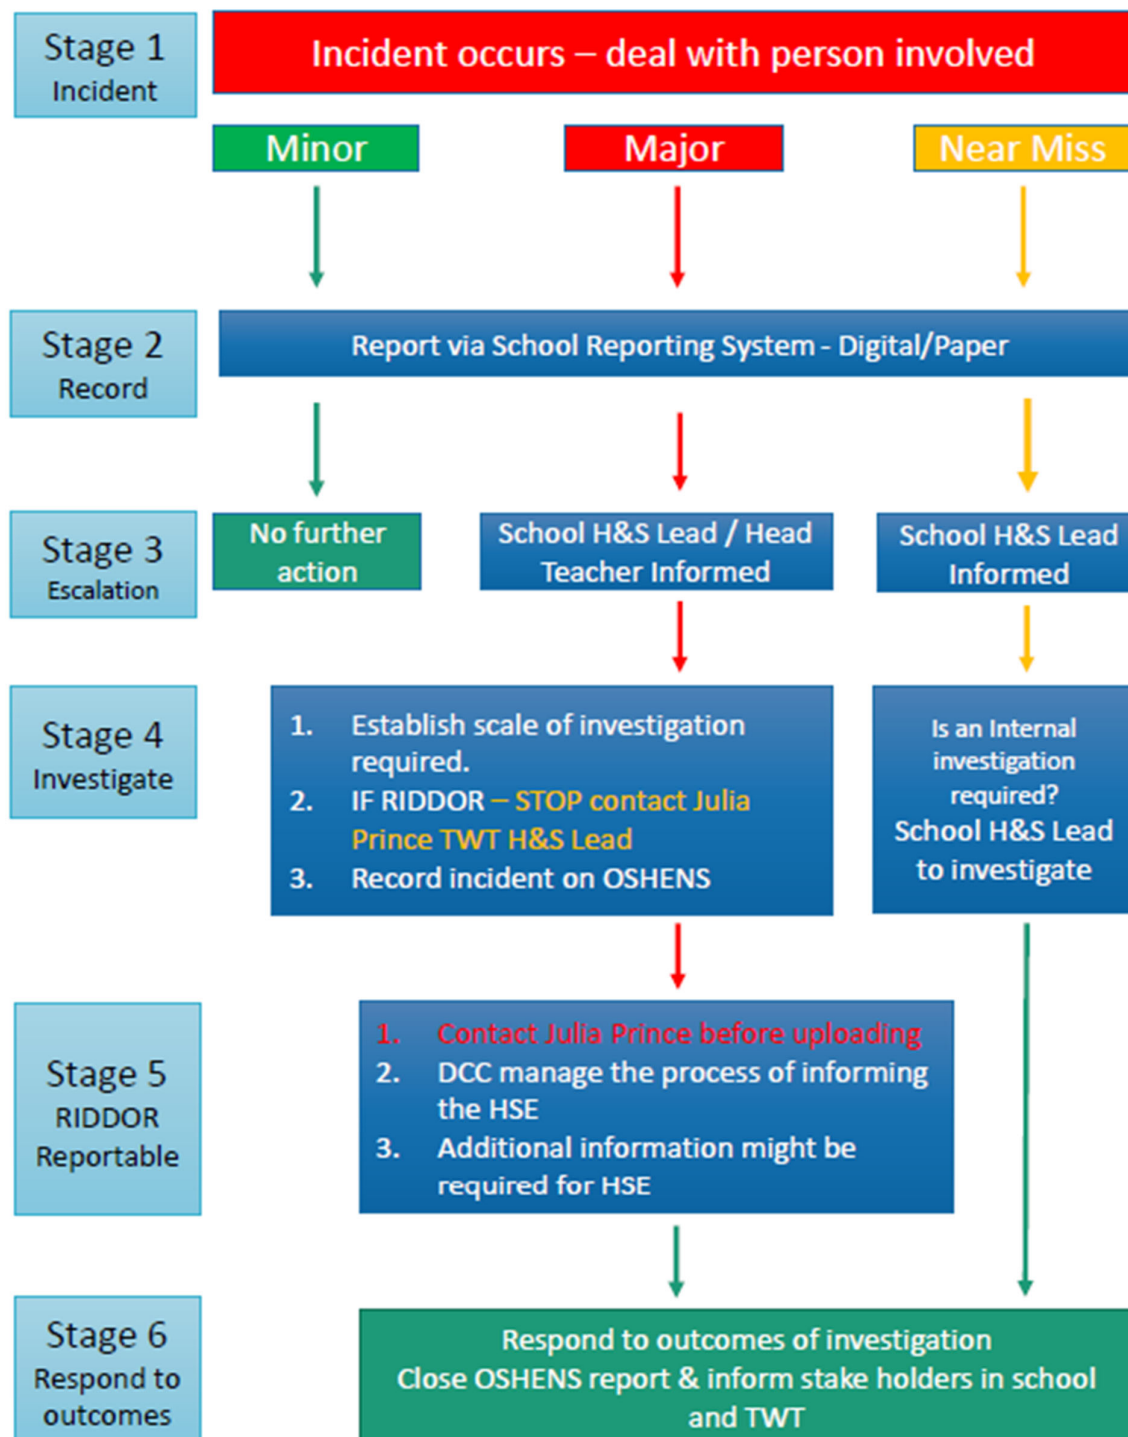 Stage 1
Incident
Incident occurs – deal with person involved
Minor
Major
Near Miss
Stage 2
Record
Report via School Reporting System - Digital/Paper
Stage 3
Escalation
No further
action
School H&S Lead / Head
Teacher Informed
School H&S Lead
Informed
Stage 4
Investigate
1. Establish scale of investigation
required.
2. IF RIDDOR – STOP contact Julia
Prince TWT H&S Lead
3. Record incident on OSHENS
Is an Internal
investigation
required?
School H&S Lead
to investigate
Stage 5
RIDDOR
Reportable
1. Contact Julia Prince before uploading
2. DCC manage the process of informing
the HSE
3. Additional information might be
required for HSE
Stage 6
Respond to
outcomes
Respond to outcomes of investigation
Close OSHENS report & inform stake holders in school
and TWT